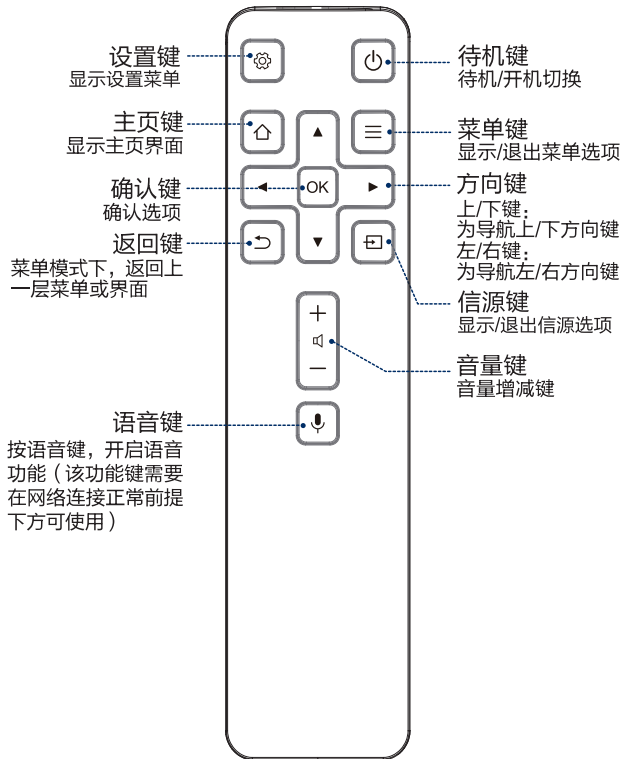 设置键
显示设置菜单
主页键
显示主页界面
确认键
确认选项
返回键
菜单模式下，返回上
一层菜单或界面
语音键
按语音键，开启语音
功能（该功能键需要
在网络连接正常前提
下方可使用）
OK
待机键
待机/开机切换
菜单键
显示/退出菜单选项
方向键
上/下键：
为导航上/下方向键
左/右键：
为导航左/右方向键
信源键
显示/退出信源选项
音量键
音量增减键